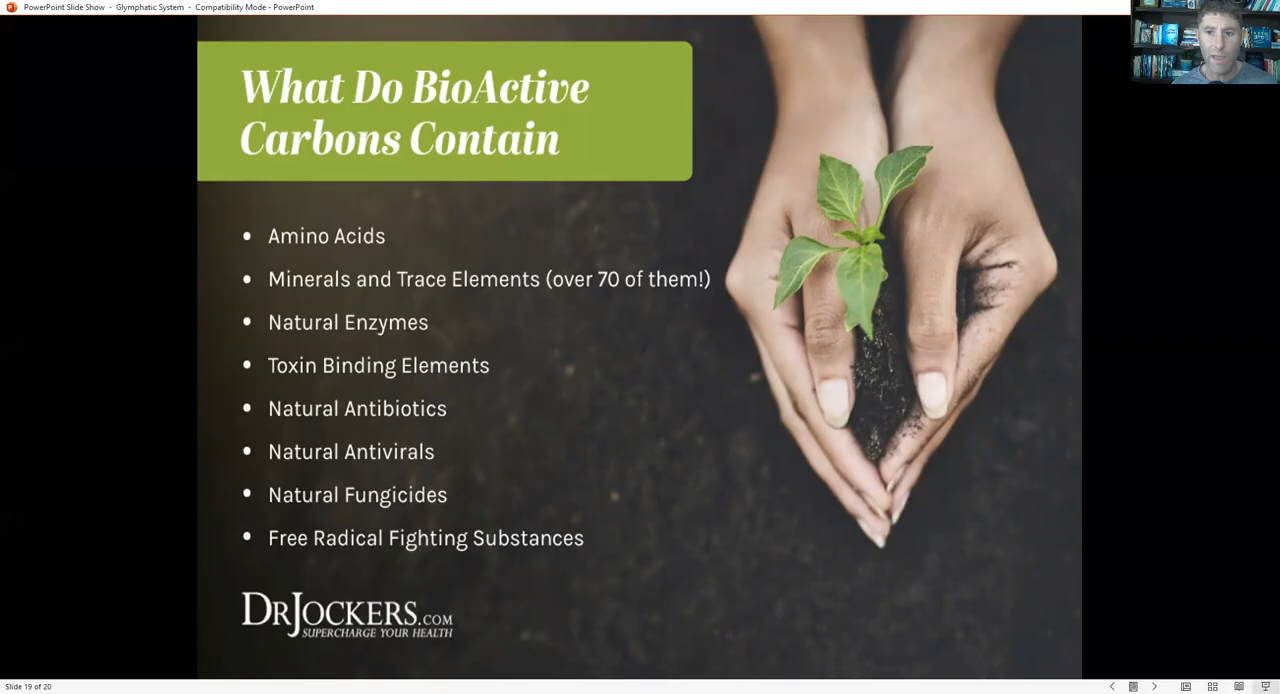 PowerPoint Slide Show - Glymphatic System - Compatibility Mode - PowerPoint
What Do BioActive
Carbons Contain
• Amino Acids
• Minerals and Trace Elements (over 70 of them!)
• Natural Enzymes
• Toxin Binding Elements
• Natural Antibiotics
• Natural Antivirals
• Natural Fungicides
• Free Radical Fighting Substances
DRJOCKERS.COM
SUPERCHARGE YOUR HEALTH
Slide 19 of 20